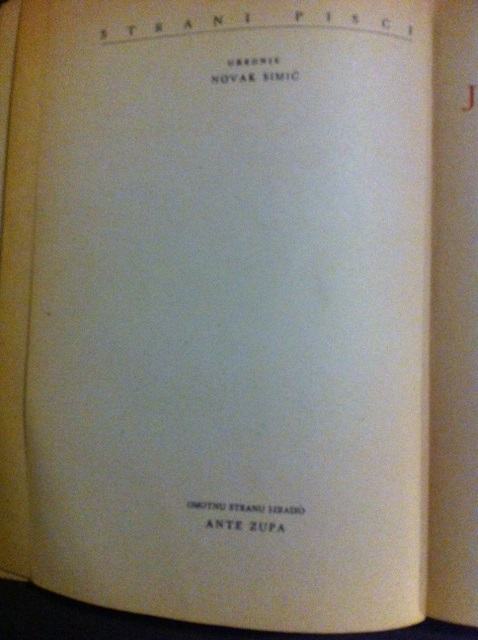 STRANI PISCI
UREDNIK
NOVAK SIMIĆ
OMOTNU STRANU IZRADIO
ANTE ZUPA
J